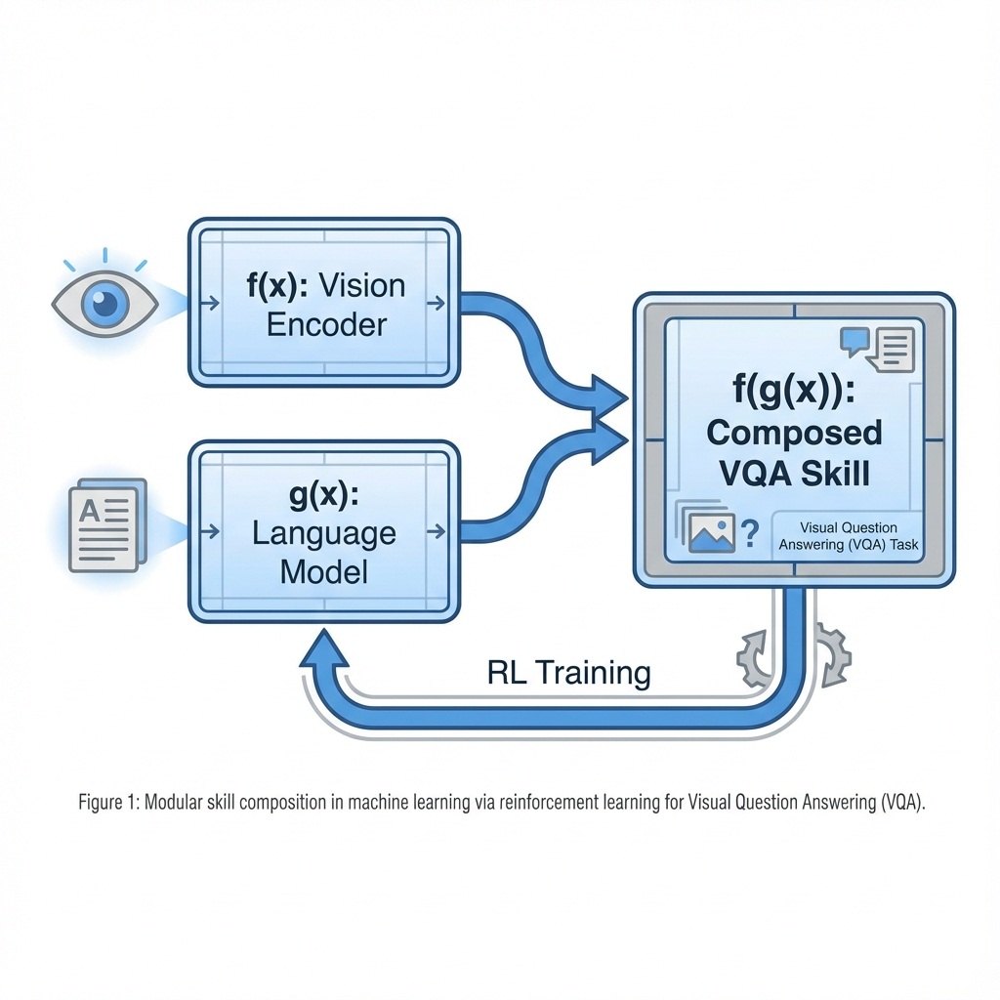 f(x): Vision
Encoder
g(x):
Language
Model
A
f(g(x)):
Composed
VQA Skill
?
Visual Question
Answering (VQA) Task
RL Training
Figure 1: Modular skill composition in machine learning via reinforcement learning for Visual Question Answering (VQA).